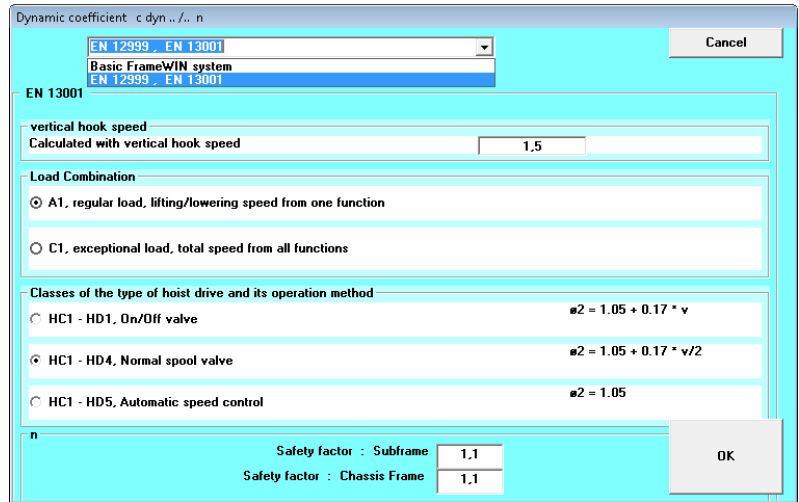 Dynamic coefficient c dyn ../.. n
EN 12999 , EN 13001
Cancel
Basic FrameWIN system
EN 12999 , EN 13001
EN 13001
vertical hook speed
Calculated with vertical hook speed 1,5
Load Combination
A1, regular load, lifting/lowering speed from one function
C1, exceptional load, total speed from all functions
Classes of the type of hoist drive and its operation method
HC1 - HD1, On/Off valve ø2 = 1.05 + 0.17 * v
HC1 - HD4, Normal spool valve ø2 = 1.05 + 0.17 * v/2
HC1 - HD5, Automatic speed control ø2 = 1.05
n
Safety factor : Subframe 1,1
Safety factor : Chassis Frame 1,1
OK